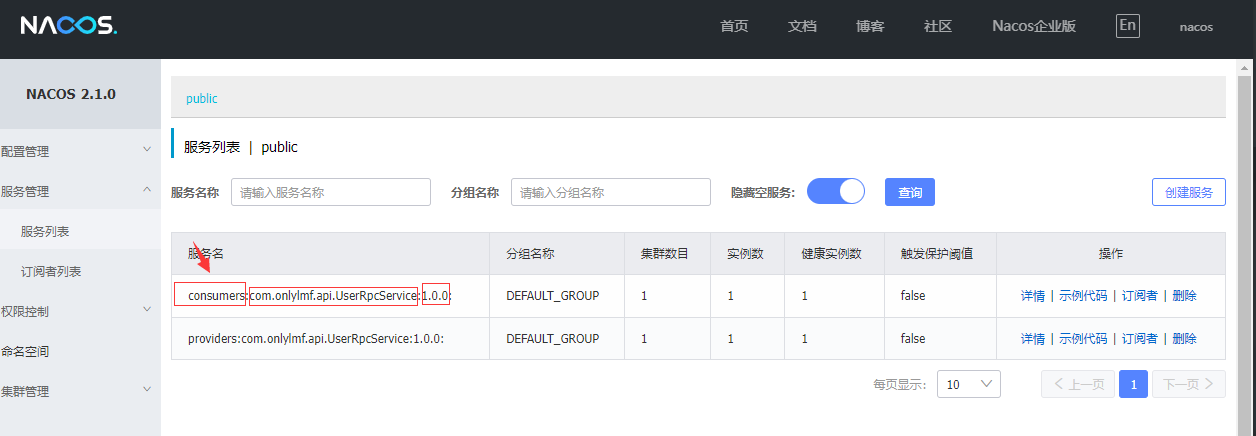 NACOS. 首页 文档 博客 社区 Nacos企业版 En nacos
NACOS 2.1.0
配置管理
服务管理
服务列表
订阅者列表
权限控制
命名空间
集群管理
public
服务列表 | public
服务名称 请输入服务名称 分组名称 请输入分组名称 隐藏空服务: 查询 创建服务
服务名 分组名称 集群数目 实例数 健康实例数 触发保护阈值 操作
consumers:com.onlylmf.api.UserRpcService:1.0.0: DEFAULT_GROUP 1 1 1 false 详情 | 示例代码 | 订阅者 | 删除
providers:com.onlylmf.api.UserRpcService:1.0.0: DEFAULT_GROUP 1 1 1 false 详情 | 示例代码 | 订阅者 | 删除
每页显示: 10 上一页 1 下一页